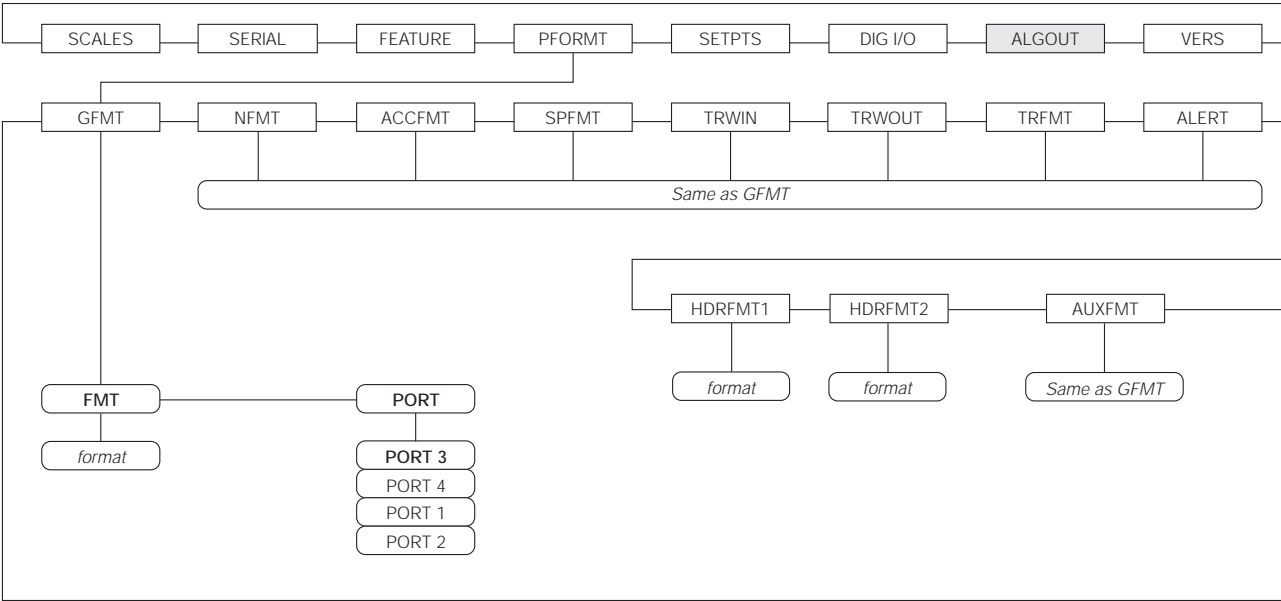 SCALES SERIAL FEATURE PFORMT SETPTS DIG I/O ALGOUT VERS
GFMT NFMT ACCFMT SPFMT TRWIN TRWOUT TRFMT ALERT
Same as GFMT
HDRFMT1 HDRFMT2 AUXFMT
format format Same as GFMT
FMT PORT
format PORT 3
PORT 4
PORT 1
PORT 2